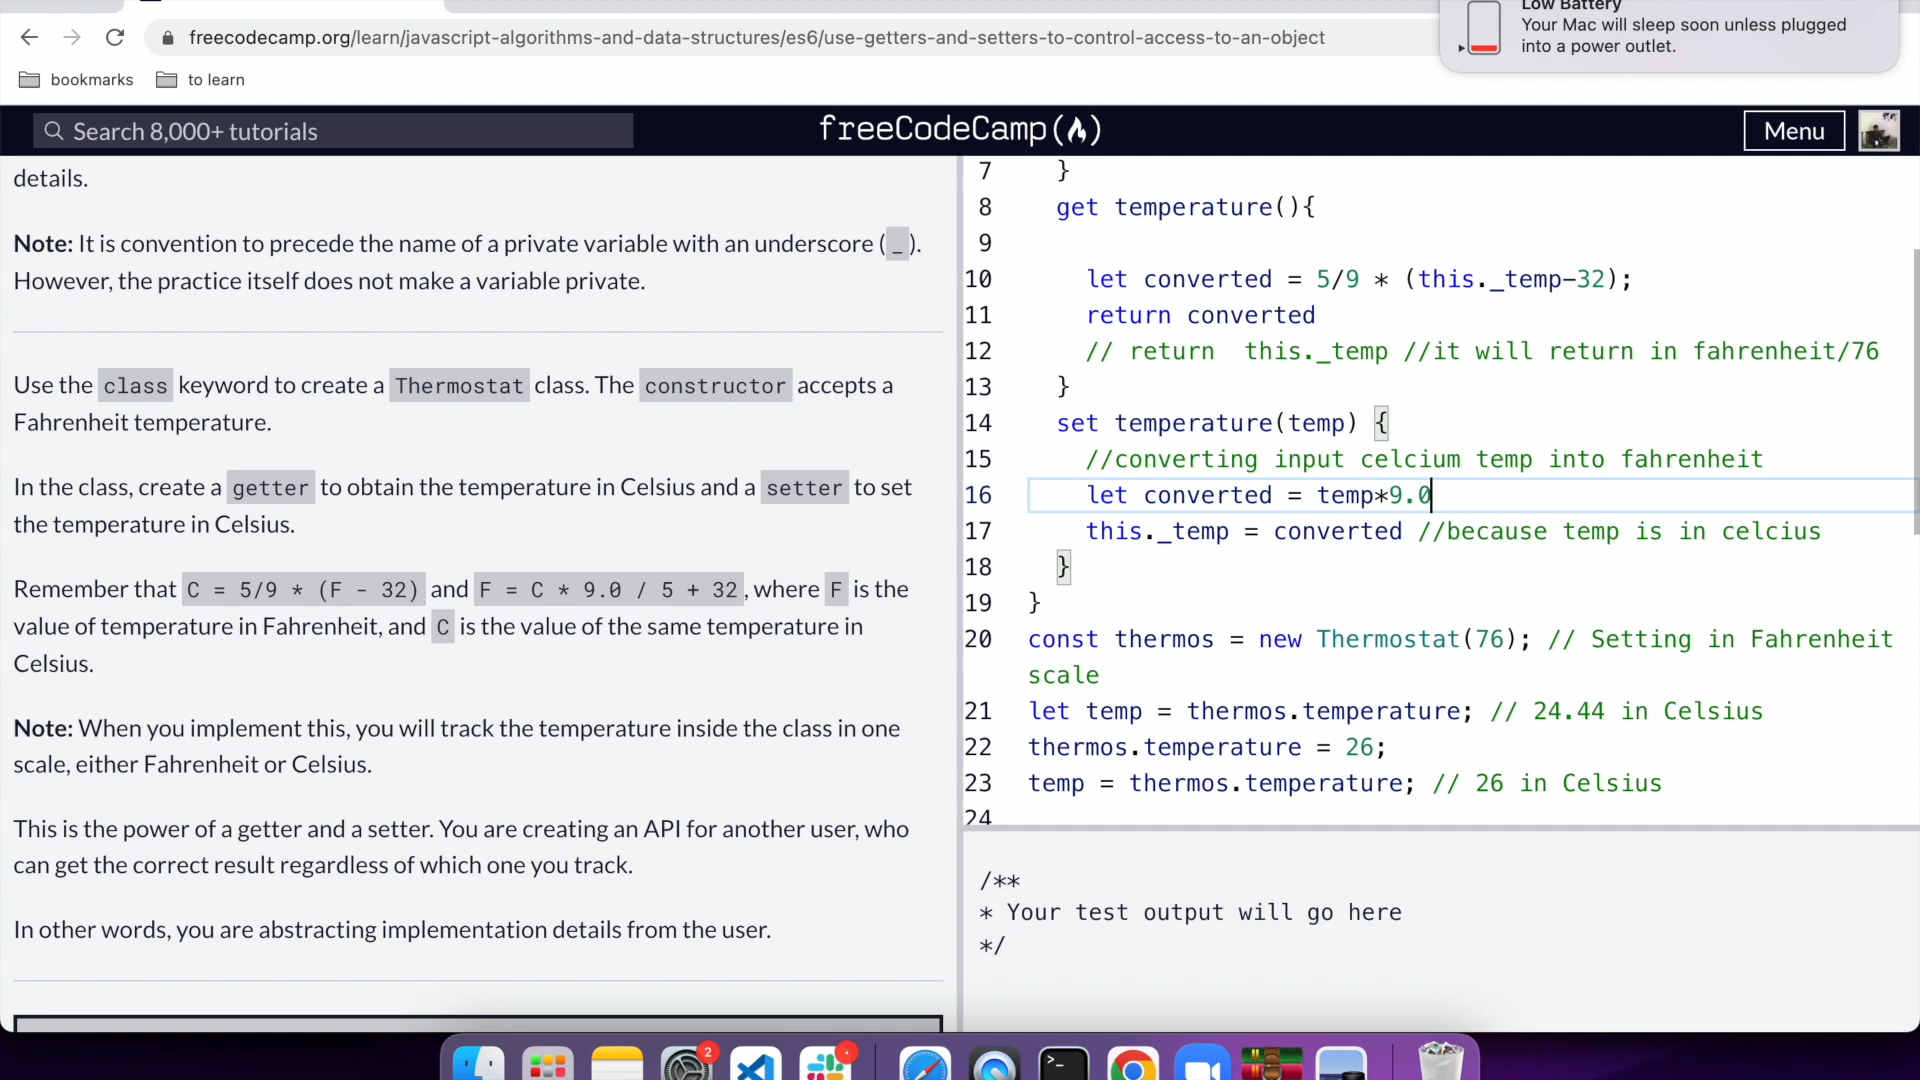 Low Battery
Your Mac will sleep soon unless plugged
into a power outlet.
freecodecamp.org/learn/javascript-algorithms-and-data-structures/es6/use-getters-and-setters-to-control-access-to-an-object
bookmarks to learn
Search 8,000+ tutorials
freeCodeCamp
Menu
details.
Note: It is convention to precede the name of a private variable with an underscore ( _ ).
However, the practice itself does not make a variable private.
Use the class keyword to create a Thermostat class. The constructor accepts a
Fahrenheit temperature.
In the class, create a getter to obtain the temperature in Celsius and a setter to set
the temperature in Celsius.
Remember that C = 5/9 * (F - 32) and F = C * 9.0 / 5 + 32, where F is the
value of temperature in Fahrenheit, and C is the value of the same temperature in
Celsius.
Note: When you implement this, you will track the temperature inside the class in one
scale, either Fahrenheit or Celsius.
This is the power of a getter and a setter. You are creating an API for another user, who
can get the correct result regardless of which one you track.
In other words, you are abstracting implementation details from the user.
7 }
8 get temperature(){
9
10 let converted = 5/9 * (this._temp-32);
11 return converted
12 // return  this._temp //it will return in fahrenheit/76
13 }
14 set temperature(temp) {
15 //converting input celcium temp into fahrenheit
16 let converted = temp*9.0
17 this._temp = converted //because temp is in celcius
18 }
19 }
20 const thermos = new Thermostat(76); // Setting in Fahrenheit
scale
21 let temp = thermos.temperature; // 24.44 in Celsius
22 thermos.temperature = 26;
23 temp = thermos.temperature; // 26 in Celsius
24
/**
* Your test output will go here
*/
2